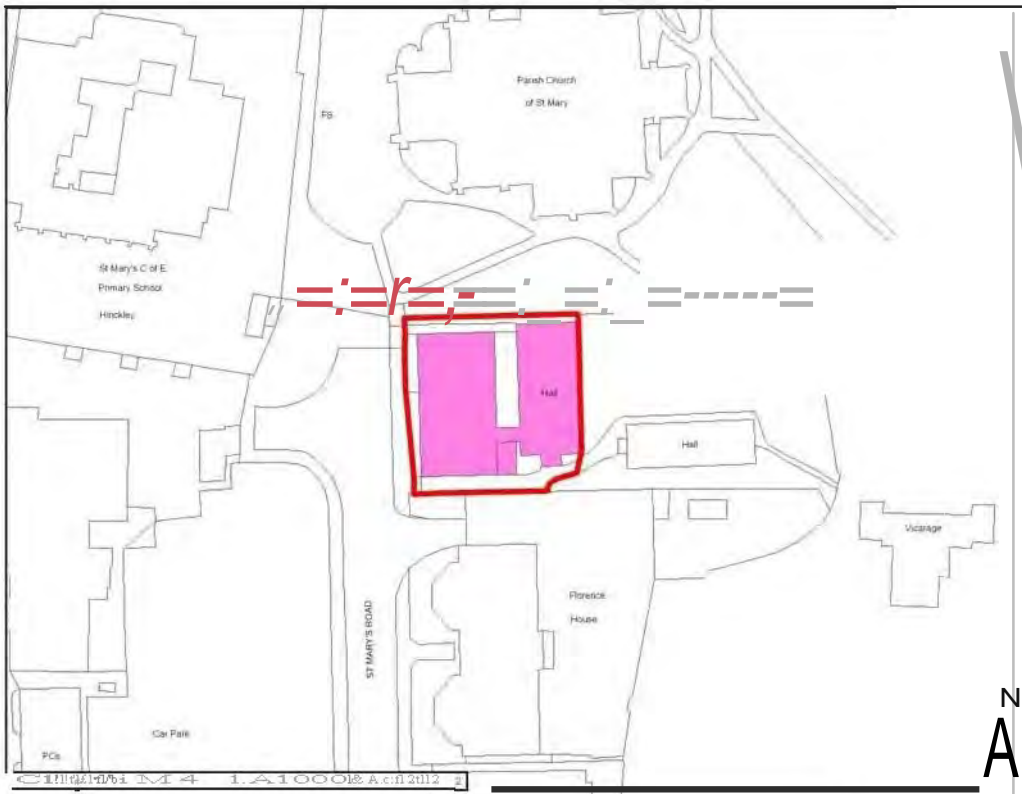 Parish Church
of St Mary
FB
St Mary's C of E
Primary School
Hinckley
Hall
Hall
Vicarage
Florence
House
ST MARY'S ROAD
Car Park
PCs
N
A